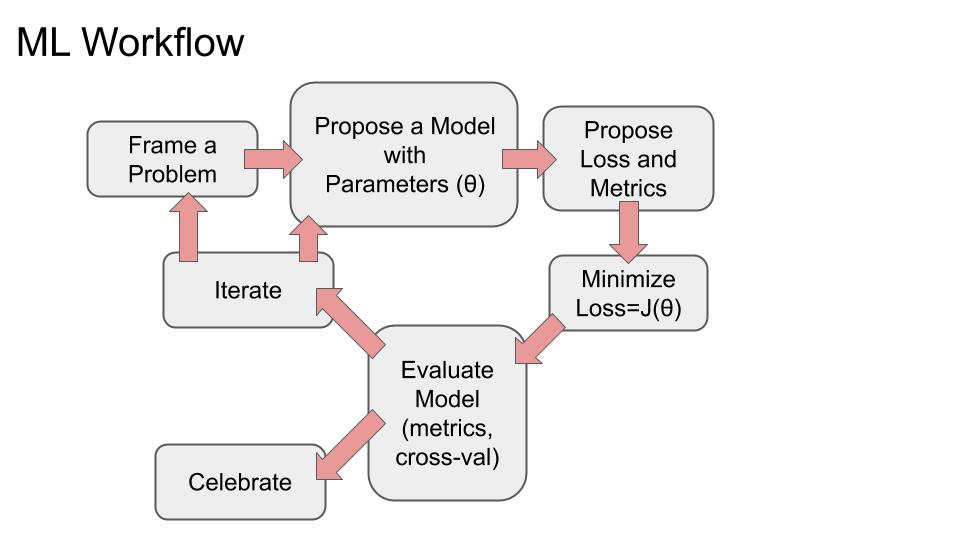 ML Workflow
Frame a
Problem
Propose a Model
with
Parameters (θ)
Propose
Loss and
Metrics
Iterate
Minimize
Loss=J(θ)
Evaluate
Model
(metrics,
cross-val)
Celebrate